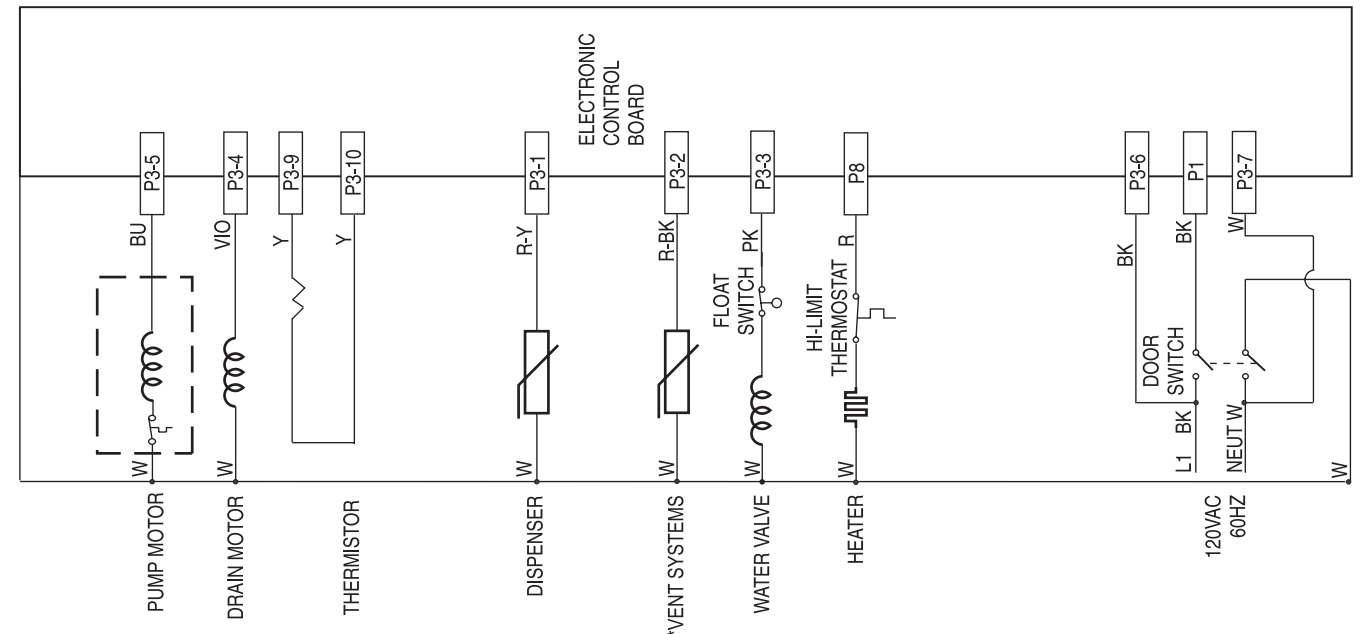 ELECTRONIC
CONTROL
BOARD
P3-5
P3-4
P3-9
P3-10
P3-1
P3-2
P3-3
P8
P3-6
P1
P3-7
BU
VIO
Y
Y
R-Y
R-BK
PK
R
BK
BK
W
FLOAT
SWITCH
HI-LIMIT
THERMOSTAT
DOOR
SWITCH
W
W
W
W
W
W
L1 BK
NEUT W
W
PUMP MOTOR
DRAIN MOTOR
THERMISTOR
DISPENSER
*VENT SYSTEMS
WATER VALVE
HEATER
120VAC
60HZ